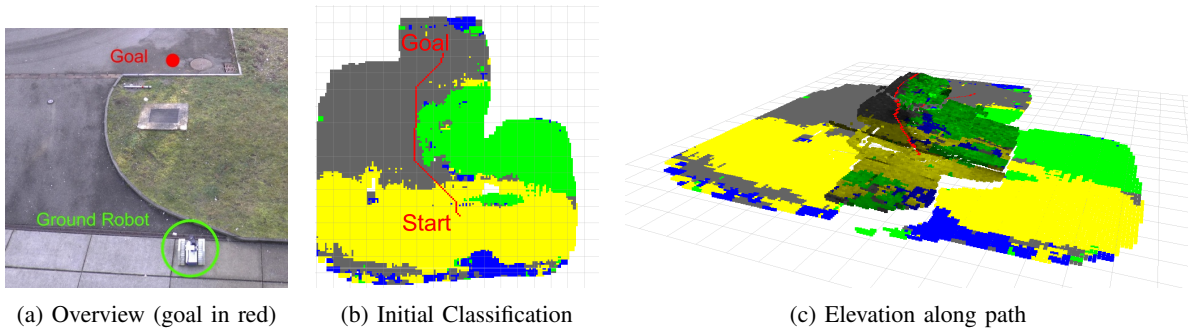 Goal
Ground Robot
Goal
Start
(a) Overview (goal in red)
(b) Initial Classification
(c) Elevation along path